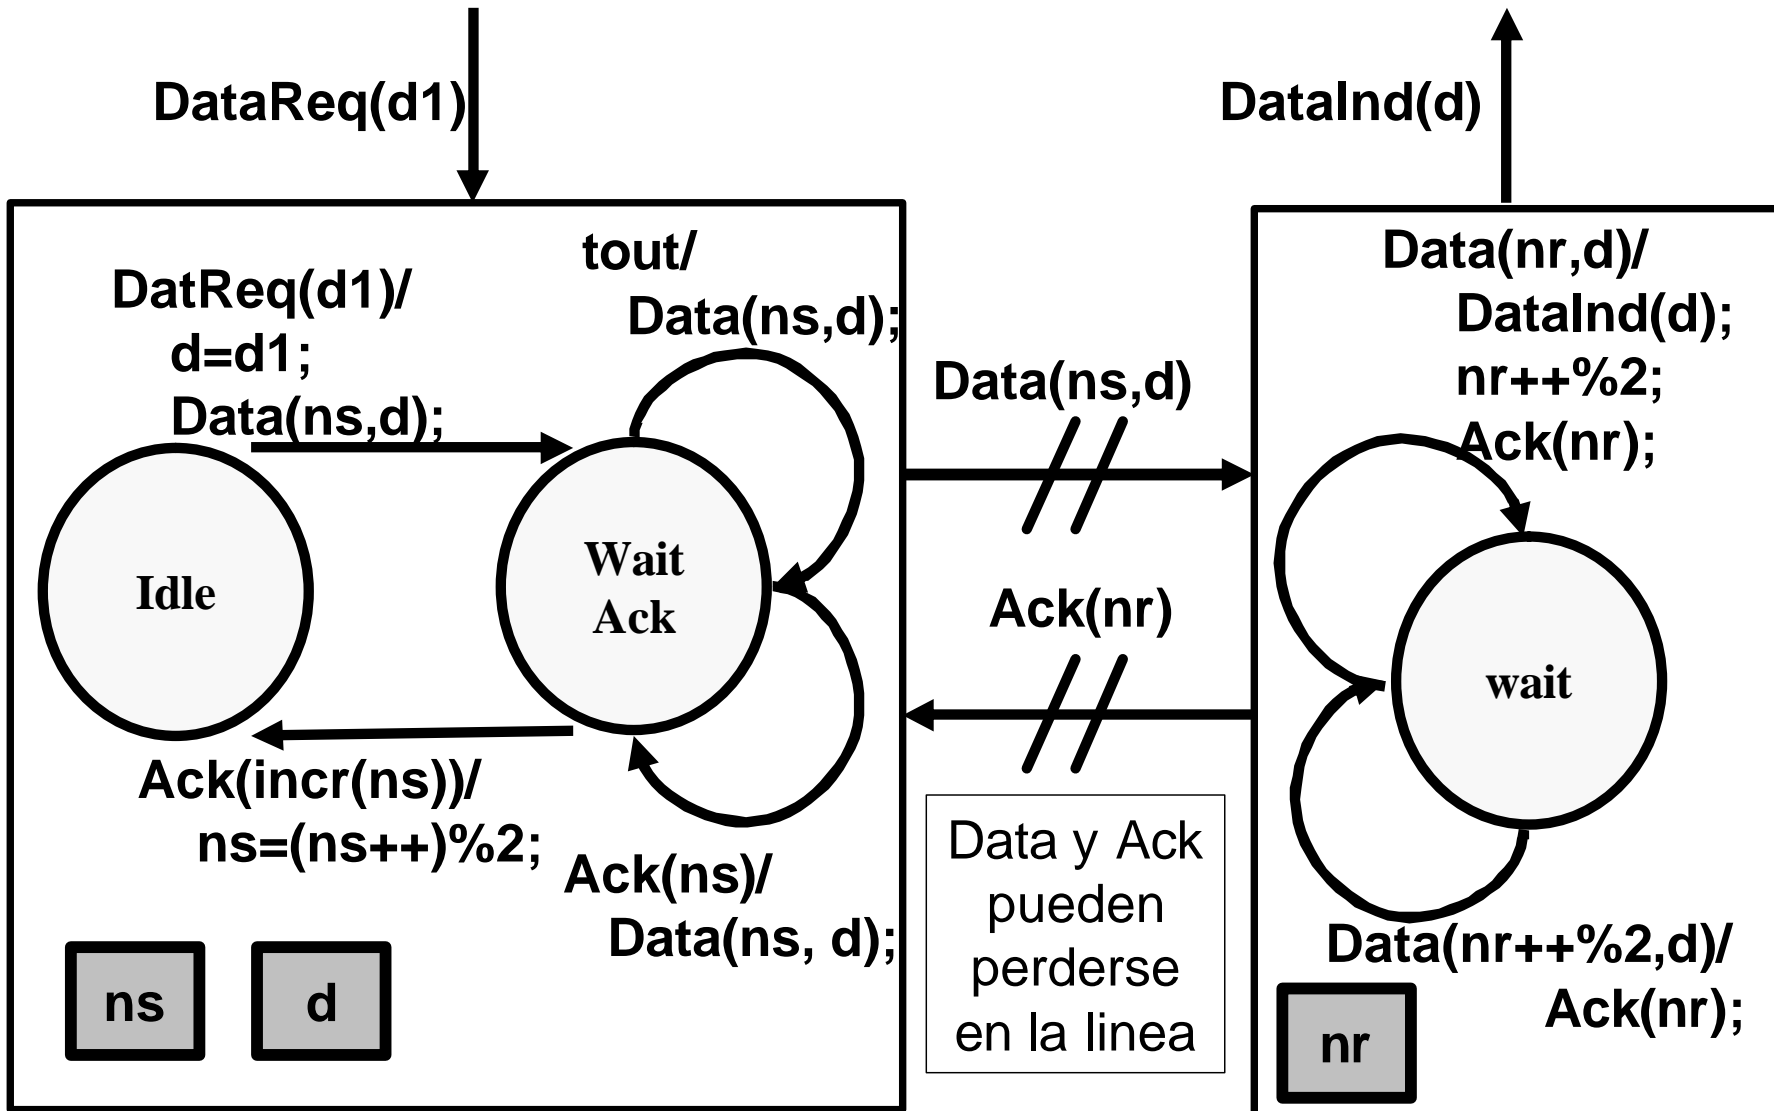 DataReq(d1)
DataInd(d)
DatReq(d1)/
d=d1;
Data(ns,d);
tout/
Data(ns,d);
Idle
Wait
Ack
Ack(incr(ns))/
ns=(ns++)%2;
Ack(ns)/
Data(ns, d);
ns
d
Data(ns,d)
Ack(nr)
Data y Ack
pueden
perderse
en la linea
Data(nr,d)/
DataInd(d);
nr++%2;
Ack(nr);
wait
Data(nr++%2,d)/
Ack(nr);
nr